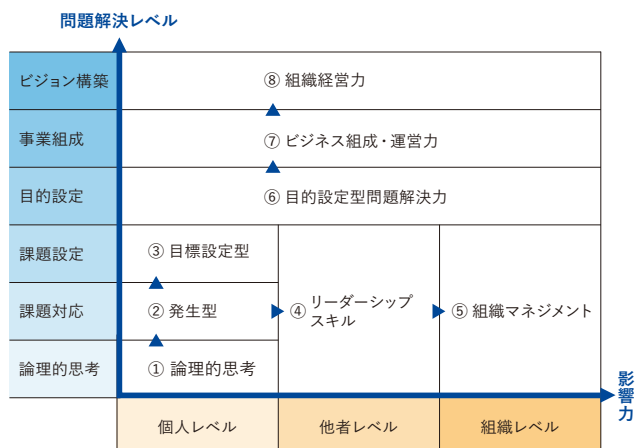 問題解決レベル
ビジョン構築
⑧ 組織経営力
事業組成
⑦ ビジネス組成・運営力
目的設定
⑥ 目的設定型問題解決力
課題設定
③ 目標設定型
課題対応
② 発生型
④ リーダーシップ
スキル
⑤ 組織マネジメント
論理的思考
① 論理的思考
影響力
個人レベル
他者レベル
組織レベル